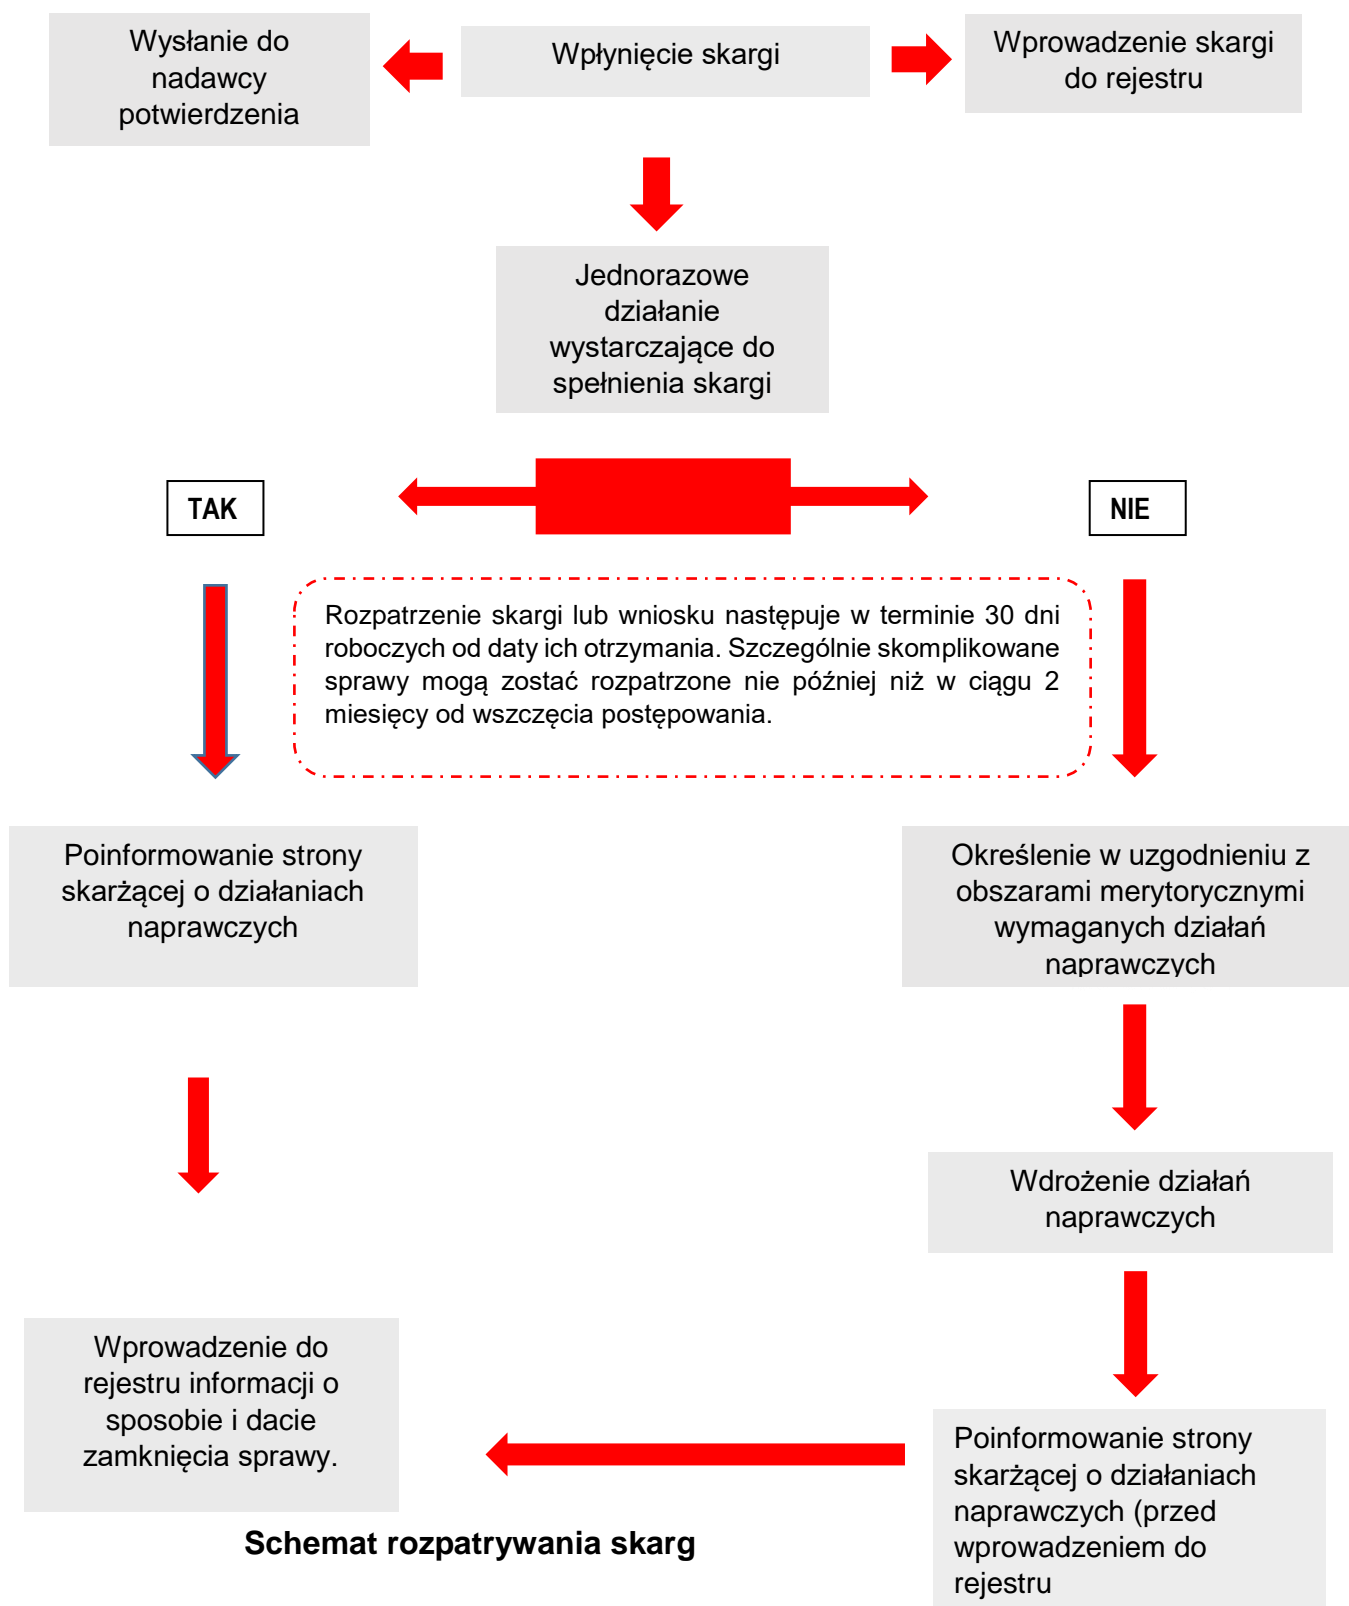 Wysłanie do
nadawcy
potwierdzenia
Wpłynięcie skargi
Wprowadzenie skargi
do rejestru
Jednorazowe
działanie
wystarczające do
spełnienia skargi
TAK
NIE
Rozpatrzenie skargi lub wniosku następuje w terminie 30 dni
roboczych od daty ich otrzymania. Szczególnie skomplikowane
sprawy mogą zostać rozpatrzone nie później niż w ciągu 2
miesięcy od wszczęcia postępowania.
Poinformowanie strony
skarżącej o działaniach
naprawczych
Określenie w uzgodnieniu z
obszarami merytorycznymi
wymaganych działań
naprawczych
Wdrożenie działań
naprawczych
Wprowadzenie do
rejestru informacji o
sposobie i dacie
zamknięcia sprawy.
Poinformowanie strony
skarżącej o działaniach
naprawczych (przed
wprowadzeniem do
rejestru
Schemat rozpatrywania skarg